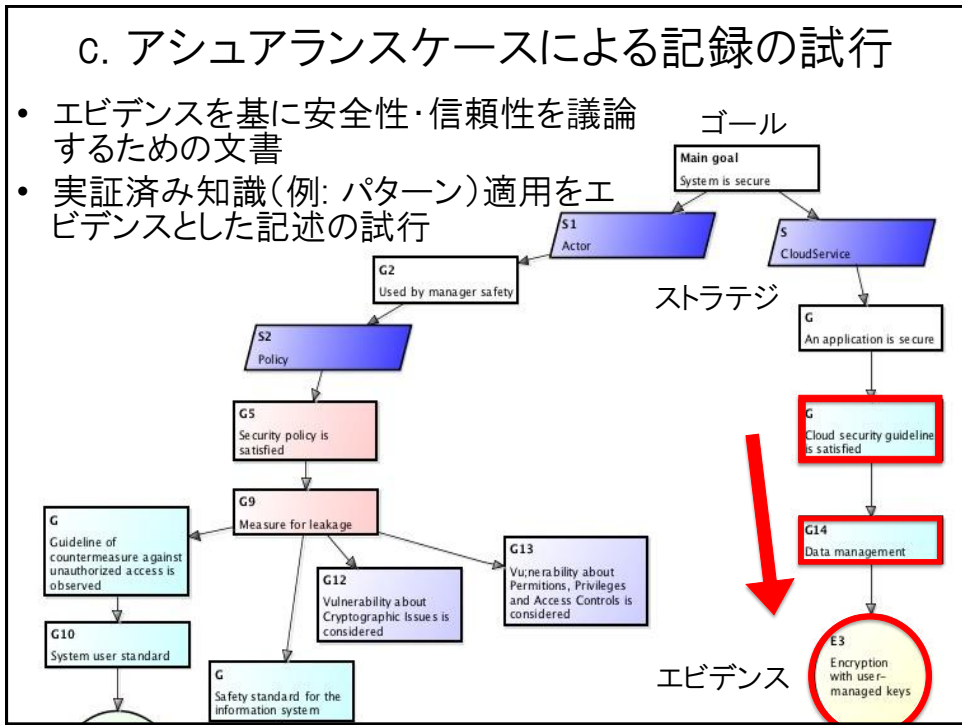 c. アシュアランスケースによる記録の試行
• エビデンスを基に安全性・信頼性を議論
するための文書
• 実証済み知識(例: パターン)適用をエ
ビデンスとした記述の試行
ゴール
Main goal
System is secure
S1
Actor
S
CloudService
G2
Used by manager safety
ストラテジ
G
An application is secure
S2
Policy
G5
Security policy is
satisfied
G
Cloud security guideline
is satisfied
G9
Measure for leakage
G
Guideline of
countermeasure against
unauthorized access is
observed
G12
Vulnerability about
Cryptographic Issues is
considered
G13
Vu;nerability about
Permitions, Privileges
and Access Controls is
considered
G14
Data management
G10
System user standard
G
Safety standard for the
information system
エビデンス
E3
Encryption
with user-
managed keys